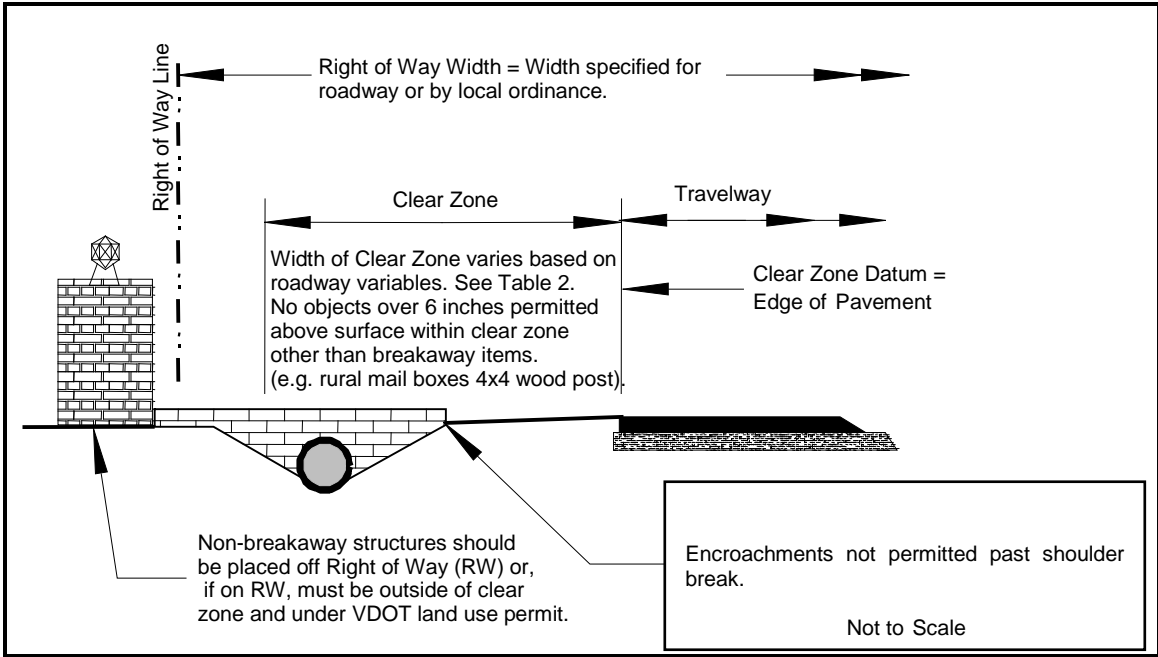 Right of Way Line
Right of Way Width = Width specified for
roadway or by local ordinance.
Clear Zone
Travelway
Width of Clear Zone varies based on
roadway variables. See Table 2.
No objects over 6 inches permitted
above surface within clear zone
other than breakaway items.
(e.g. rural mail boxes 4x4 wood post).
Clear Zone Datum =
Edge of Pavement
Non-breakaway structures should
be placed off Right of Way (RW) or,
if on RW, must be outside of clear
zone and under VDOT land use permit.
Encroachments not permitted past shoulder
break.
Not to Scale